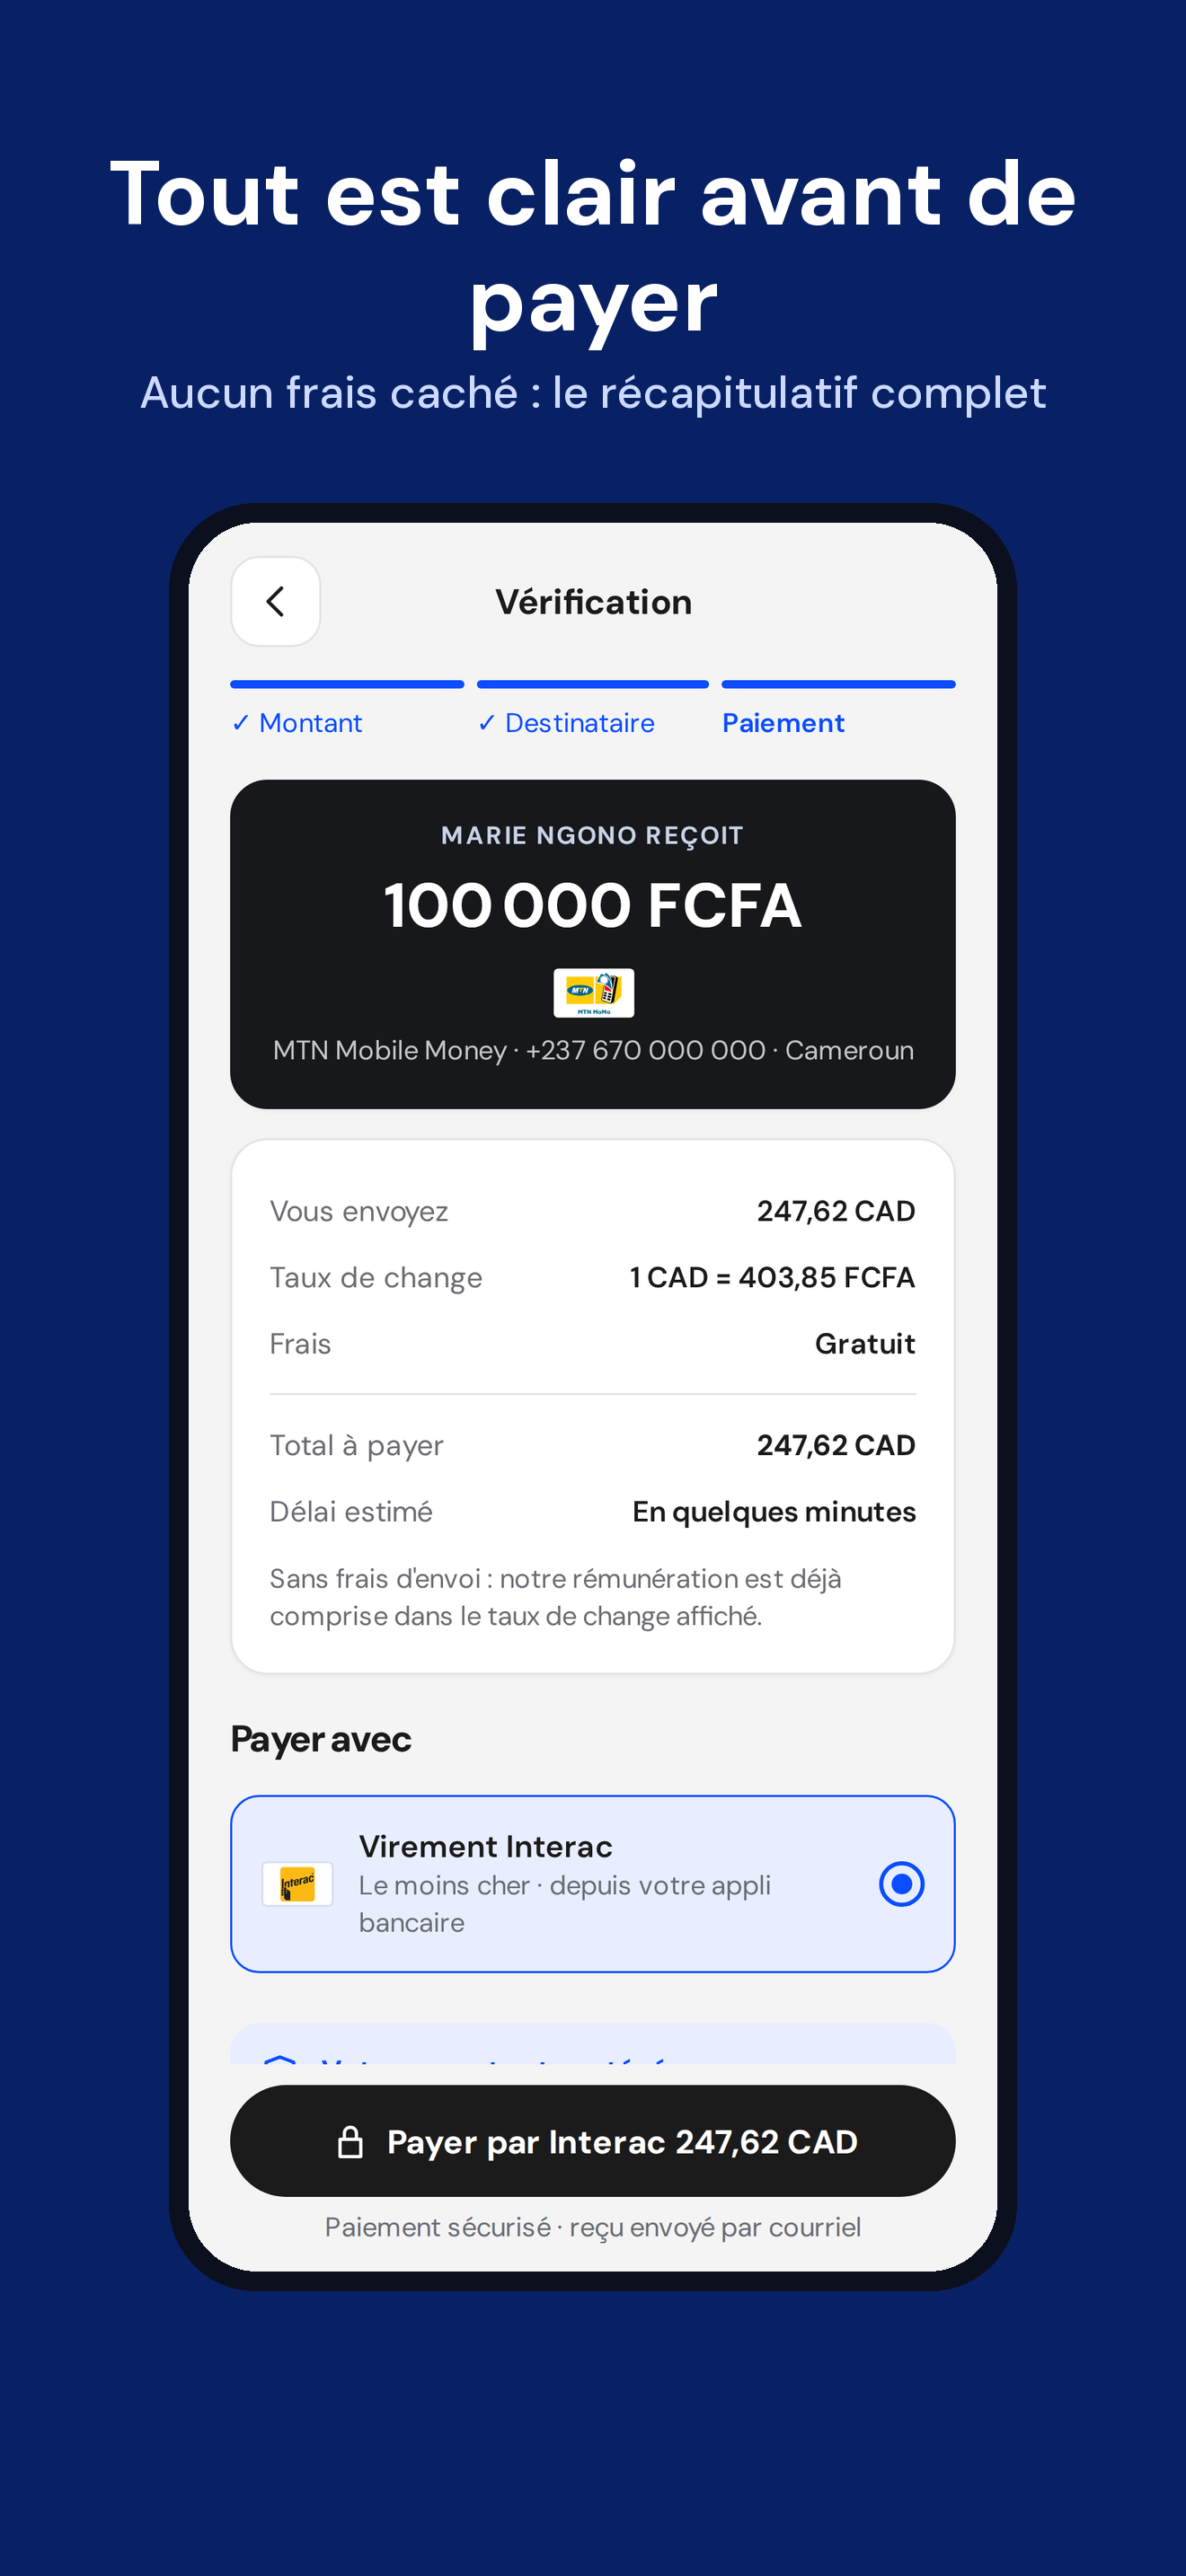 Tout est clair avant de
payer
Aucun frais caché : le récapitulatif complet
Vérification
✓ Montant
✓ Destinataire
Paiement
MARIE NGONO REÇOIT
100 000 FCFA
MTN
MTN MoMo
MTN Mobile Money · +237 670 000 000 · Cameroun
Vous envoyez 247,62 CAD
Taux de change 1 CAD = 403,85 FCFA
Frais Gratuit
Total à payer 247,62 CAD
Délai estimé En quelques minutes
Sans frais d'envoi : notre rémunération est déjà
comprise dans le taux de change affiché.
Payer avec
Interac
Virement Interac
Le moins cher · depuis votre appli
bancaire
Payer par Interac 247,62 CAD
Paiement sécurisé · reçu envoyé par courriel